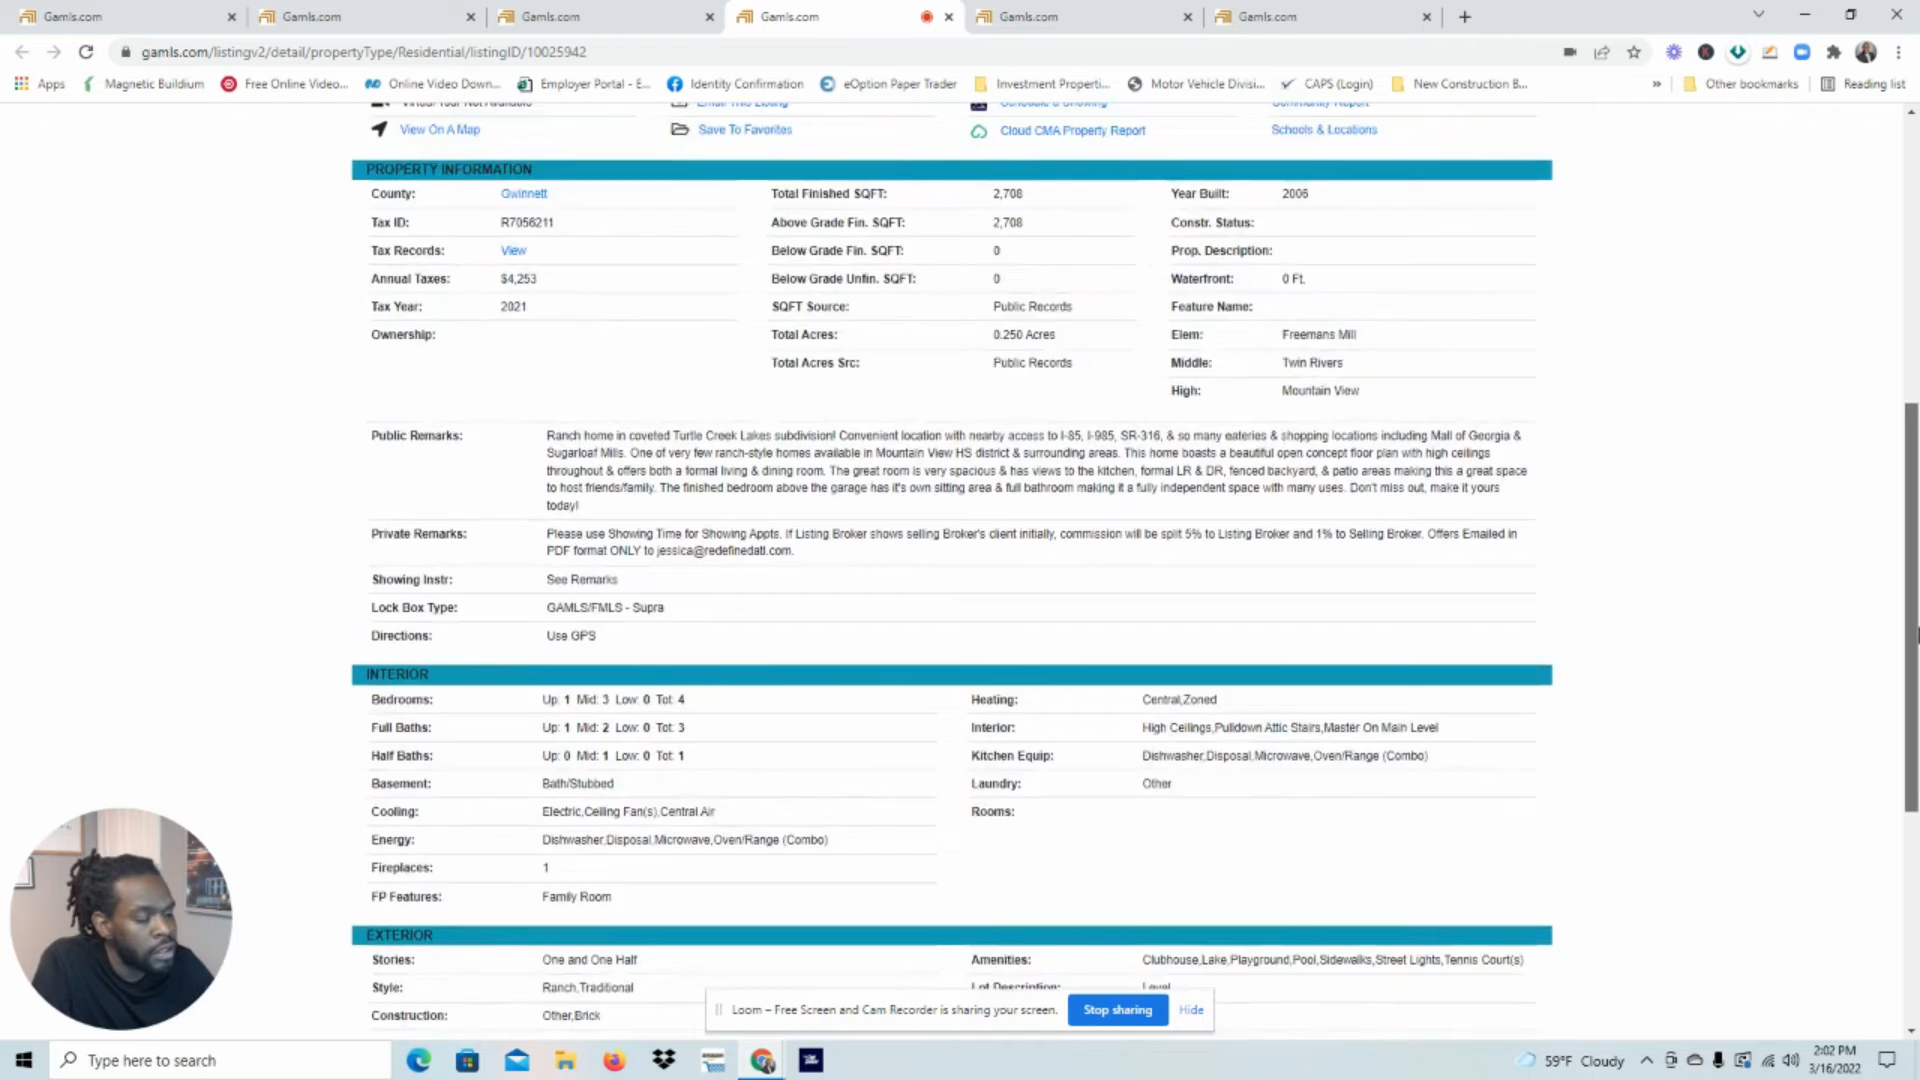 Gamls.com Gamls.com Gamls.com Gamls.com Gamls.com Gamls.com
gamls.com/listingv2/detail/propertyType/Residential/listingID/10025942
Apps Magnetic Buildium Free Online Video... Online Video Down... Employer Portal - E... Identity Confirmation eOption Paper Trader Investment Properti... Motor Vehicle Divisi... CAPS (Login) New Construction B... » Other bookmarks Reading list
Virtual Tour Not Available Email This Listing Schedule a Showing Community Report
View On A Map Save To Favorites Cloud CMA Property Report Schools & Locations
PROPERTY INFORMATION
County: Gwinnett Total Finished SQFT: 2,708 Year Built: 2006
Tax ID: R7056211 Above Grade Fin. SQFT: 2,708 Constr. Status:
Tax Records: View Below Grade Fin. SQFT: 0 Prop. Description:
Annual Taxes: $4,253 Below Grade Unfin. SQFT: 0 Waterfront: 0 Ft.
Tax Year: 2021 SQFT Source: Public Records Feature Name:
Ownership: Total Acres: 0.250 Acres Elem: Freemans Mill
Total Acres Src: Public Records Middle: Twin Rivers
High: Mountain View
Public Remarks: Ranch home in coveted Turtle Creek Lakes subdivision! Convenient location with nearby access to I-85, I-985, SR-316, & so many eateries & shopping locations including Mall of Georgia &
Sugarloaf Mills. One of very few ranch-style homes available in Mountain View HS district & surrounding areas. This home boasts a beautiful open concept floor plan with high ceilings
throughout & offers both a formal living & dining room. The great room is very spacious & has views to the kitchen, formal LR & DR, fenced backyard, & patio areas making this a great space
to host friends/family. The finished bedroom above the garage has it's own sitting area & full bathroom making it a fully independent space with many uses. Don't miss out, make it yours
today!
Private Remarks: Please use Showing Time for Showing Appts. If Listing Broker shows selling Broker's client initially, commission will be split 5% to Listing Broker and 1% to Selling Broker. Offers Emailed in
PDF format ONLY to jessica@redefinedatl.com.
Showing Instr: See Remarks
Lock Box Type: GAMLS/FMLS - Supra
Directions: Use GPS
INTERIOR
Bedrooms: Up: 1 Mid: 3 Low: 0 Tot: 4 Heating: Central,Zoned
Full Baths: Up: 1 Mid: 2 Low: 0 Tot: 3 Interior: High Ceilings,Pulldown Attic Stairs,Master On Main Level
Half Baths: Up: 0 Mid: 1 Low: 0 Tot: 1 Kitchen Equip: Dishwasher,Disposal,Microwave,Oven/Range (Combo)
Basement: Bath/Stubbed Laundry: Other
Cooling: Electric,Ceiling Fan(s),Central Air Rooms:
Energy: Dishwasher,Disposal,Microwave,Oven/Range (Combo)
Fireplaces: 1
FP Features: Family Room
EXTERIOR
Stories: One and One Half Amenities: Clubhouse,Lake,Playground,Pool,Sidewalks,Street Lights,Tennis Court(s)
Style: Ranch,Traditional Lot Description: Level
Construction: Other,Brick
Loom – Free Screen and Cam Recorder is sharing your screen. Stop sharing Hide
Type here to search 59°F Cloudy 2:02 PM
3/16/2022